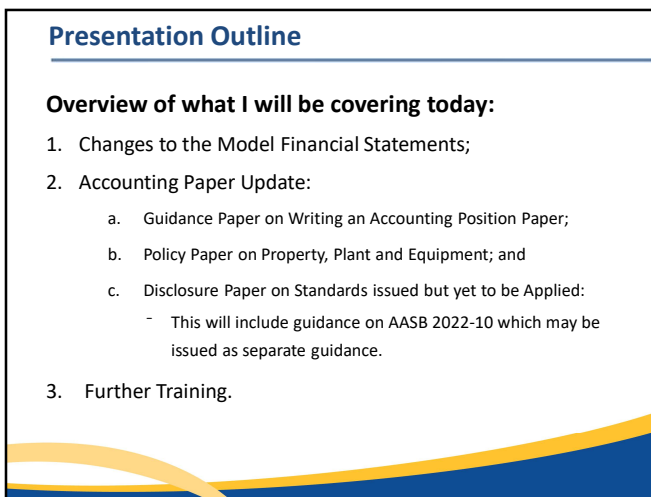 Presentation Outline
Overview of what I will be covering today:
1. Changes to the Model Financial Statements;
2. Accounting Paper Update:
a. Guidance Paper on Writing an Accounting Position Paper;
b. Policy Paper on Property, Plant and Equipment; and
c. Disclosure Paper on Standards issued but yet to be Applied:
⁻ This will include guidance on AASB 2022-10 which may be
issued as separate guidance.
3. Further Training.